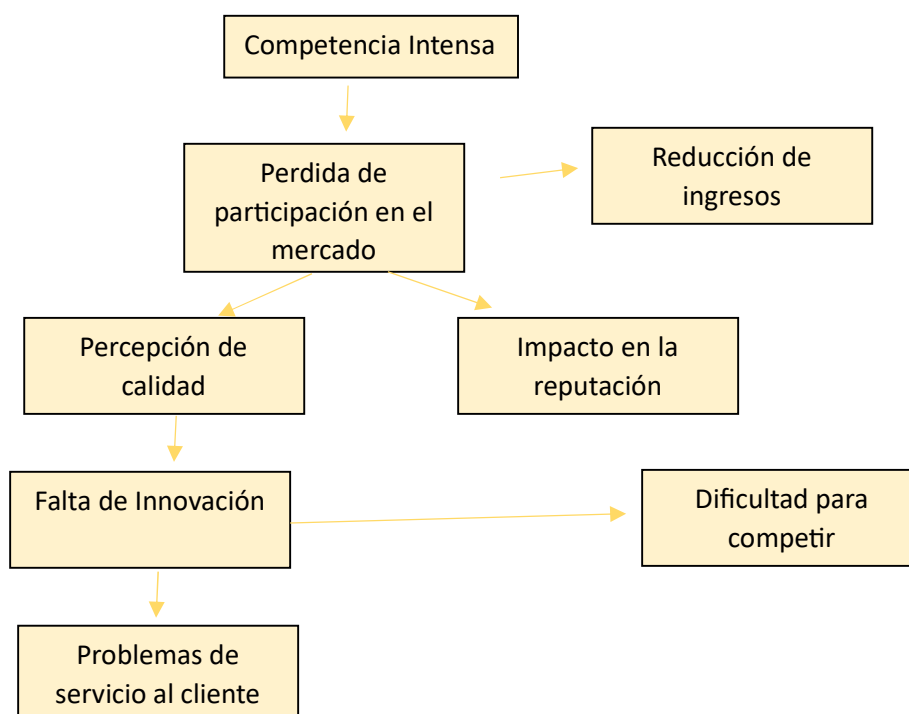 Competencia Intensa
Perdida de
participación en el
mercado
Reducción de
ingresos
Percepción de
calidad
Impacto en la
reputación
Falta de Innovación
Dificultad para
competir
Problemas de
servicio al cliente